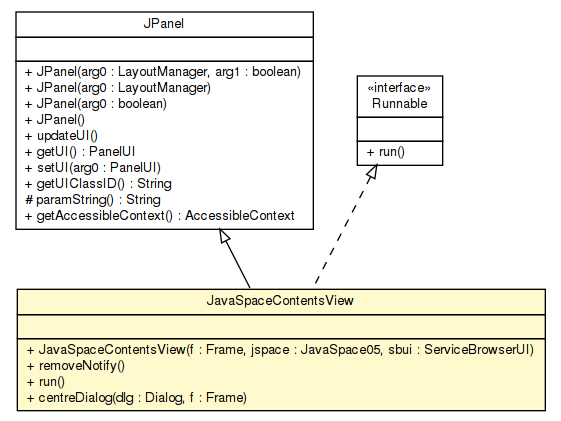 JPanel
+ JPanel(arg0 : LayoutManager, arg1 : boolean)
+ JPanel(arg0 : LayoutManager)
+ JPanel(arg0 : boolean)
+ JPanel()
+ updateUI()
+ getUI() : PanelUI
+ setUI(arg0 : PanelUI)
+ getUIClassID() : String
# paramString() : String
+ getAccessibleContext() : AccessibleContext
«interface»
Runnable
+ run()
JavaSpaceContentsView
+ JavaSpaceContentsView(f : Frame, jspace : JavaSpace05, sbui : ServiceBrowserUI)
+ removeNotify()
+ run()
+ centreDialog(dlg : Dialog, f : Frame)